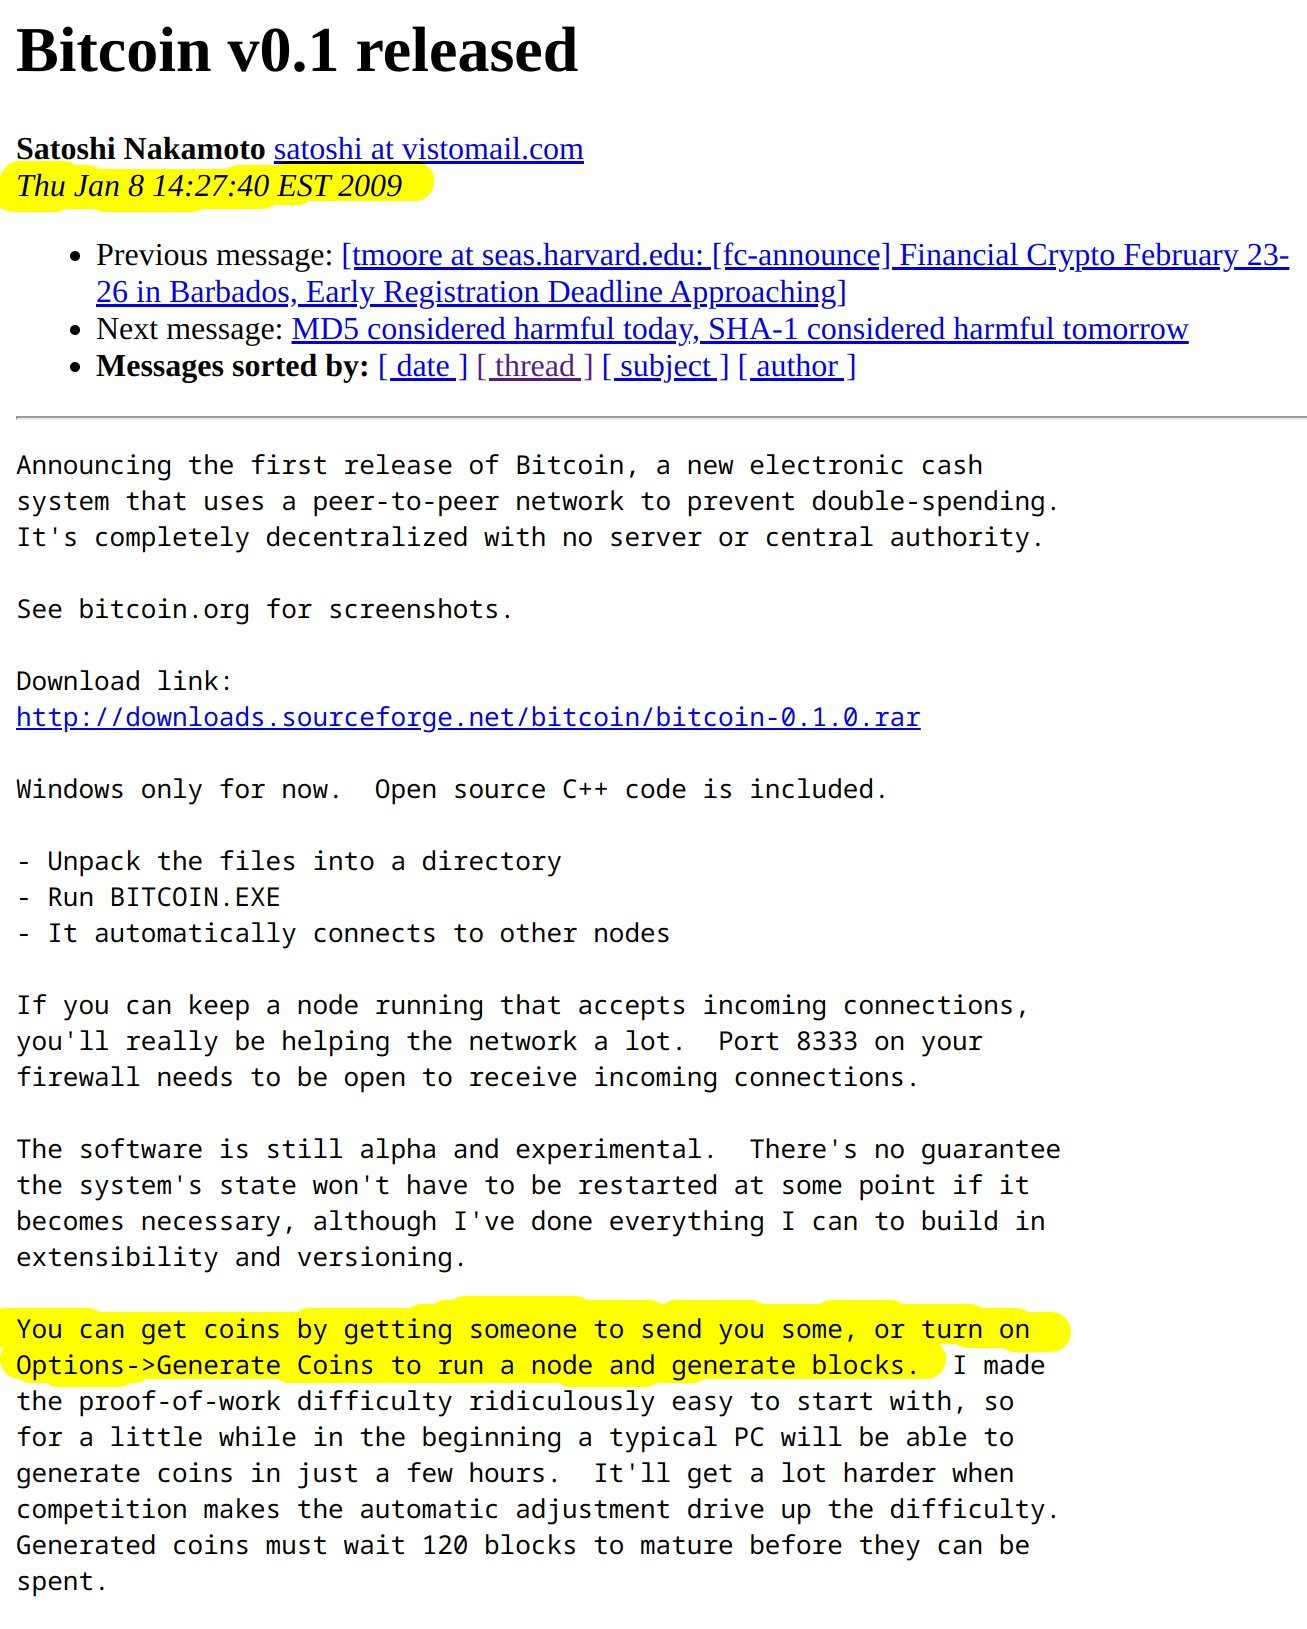 Bitcoin v0.1 released
Satoshi Nakamoto satoshi at vistomail.com
Thu Jan 8 14:27:40 EST 2009
• Previous message: [tmoore at seas.harvard.edu: [fc-announce] Financial Crypto February 23-
26 in Barbados, Early Registration Deadline Approaching]
• Next message: MD5 considered harmful today, SHA-1 considered harmful tomorrow
• Messages sorted by: [ date ] [ thread ] [ subject ] [ author ]
Announcing the first release of Bitcoin, a new electronic cash
system that uses a peer-to-peer network to prevent double-spending.
It's completely decentralized with no server or central authority.
See bitcoin.org for screenshots.
Download link:
http://downloads.sourceforge.net/bitcoin/bitcoin-0.1.0.rar
Windows only for now.  Open source C++ code is included.
- Unpack the files into a directory
- Run BITCOIN.EXE
- It automatically connects to other nodes
If you can keep a node running that accepts incoming connections,
you'll really be helping the network a lot.  Port 8333 on your
firewall needs to be open to receive incoming connections.
The software is still alpha and experimental.  There's no guarantee
the system's state won't have to be restarted at some point if it
becomes necessary, although I've done everything I can to build in
extensibility and versioning.
You can get coins by getting someone to send you some, or turn on
Options->Generate Coins to run a node and generate blocks.  I made
the proof-of-work difficulty ridiculously easy to start with, so
for a little while in the beginning a typical PC will be able to
generate coins in just a few hours.  It'll get a lot harder when
competition makes the automatic adjustment drive up the difficulty.
Generated coins must wait 120 blocks to mature before they can be
spent.